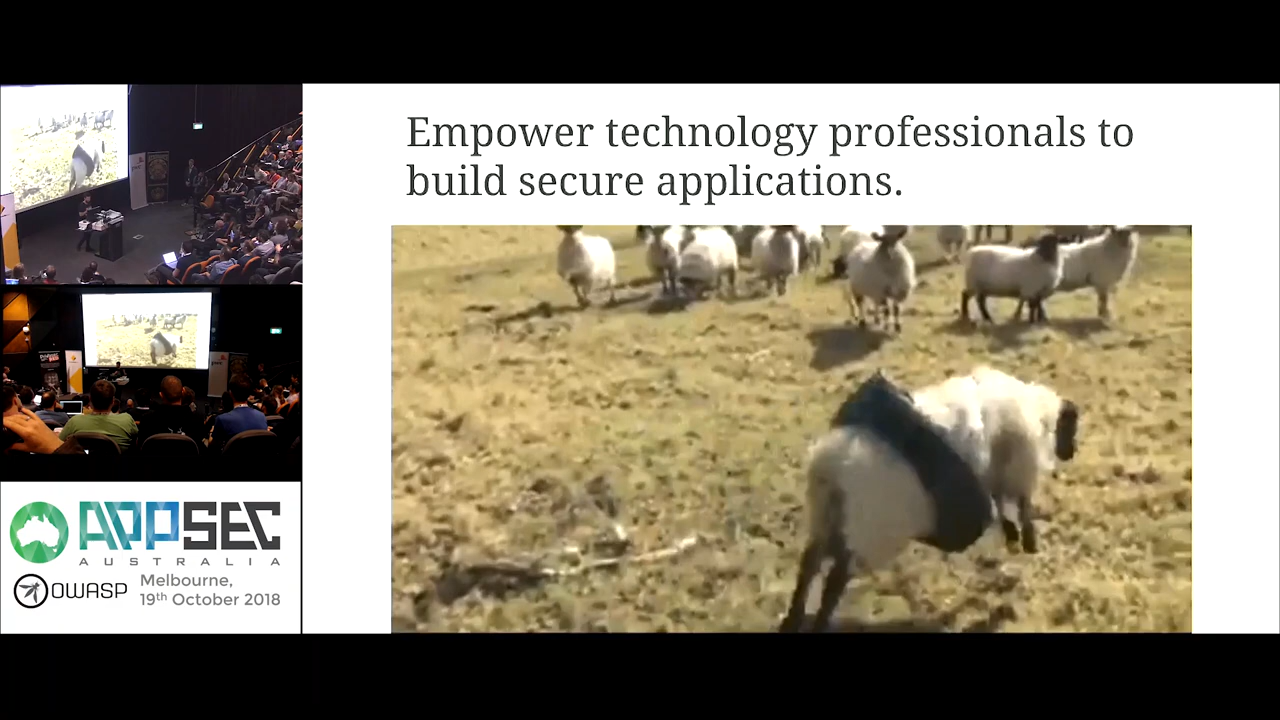 Empower technology professionals to
build secure applications.
APPSEC
AUSTRALIA
OWASP
Melbourne,
19th October 2018